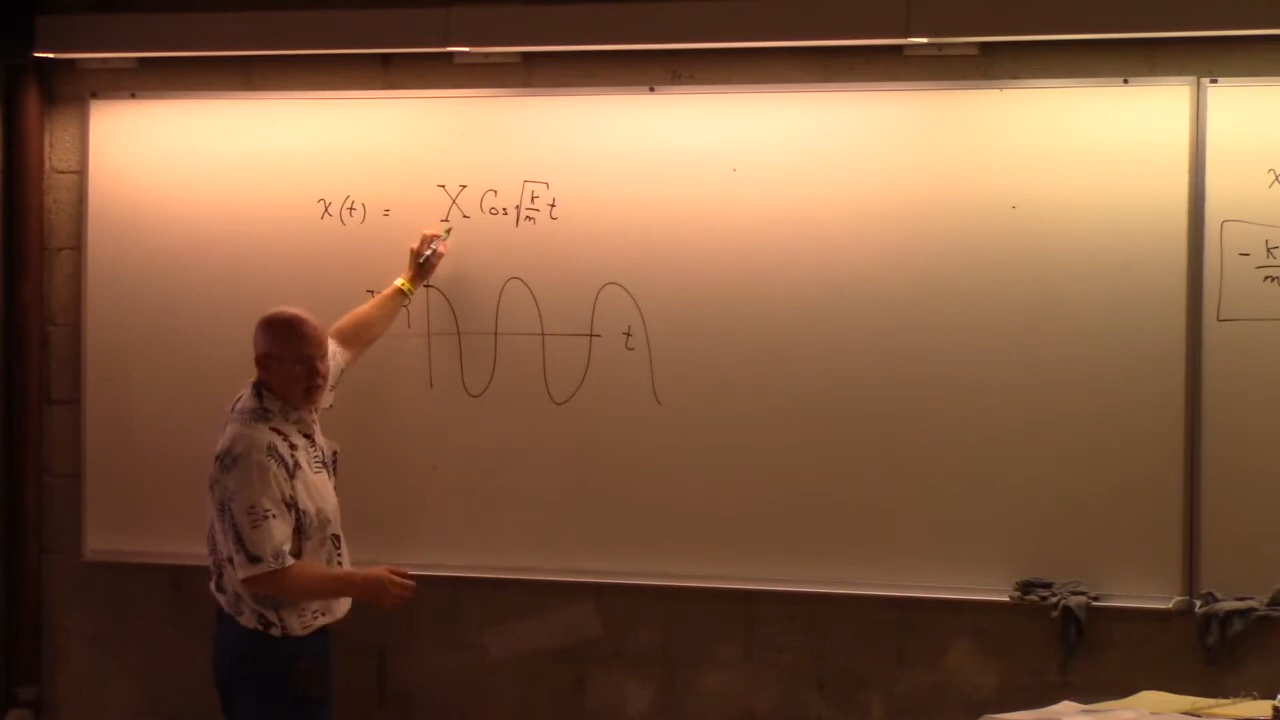 x(t) = X Cos √(k/m) t
t
x
- k/m